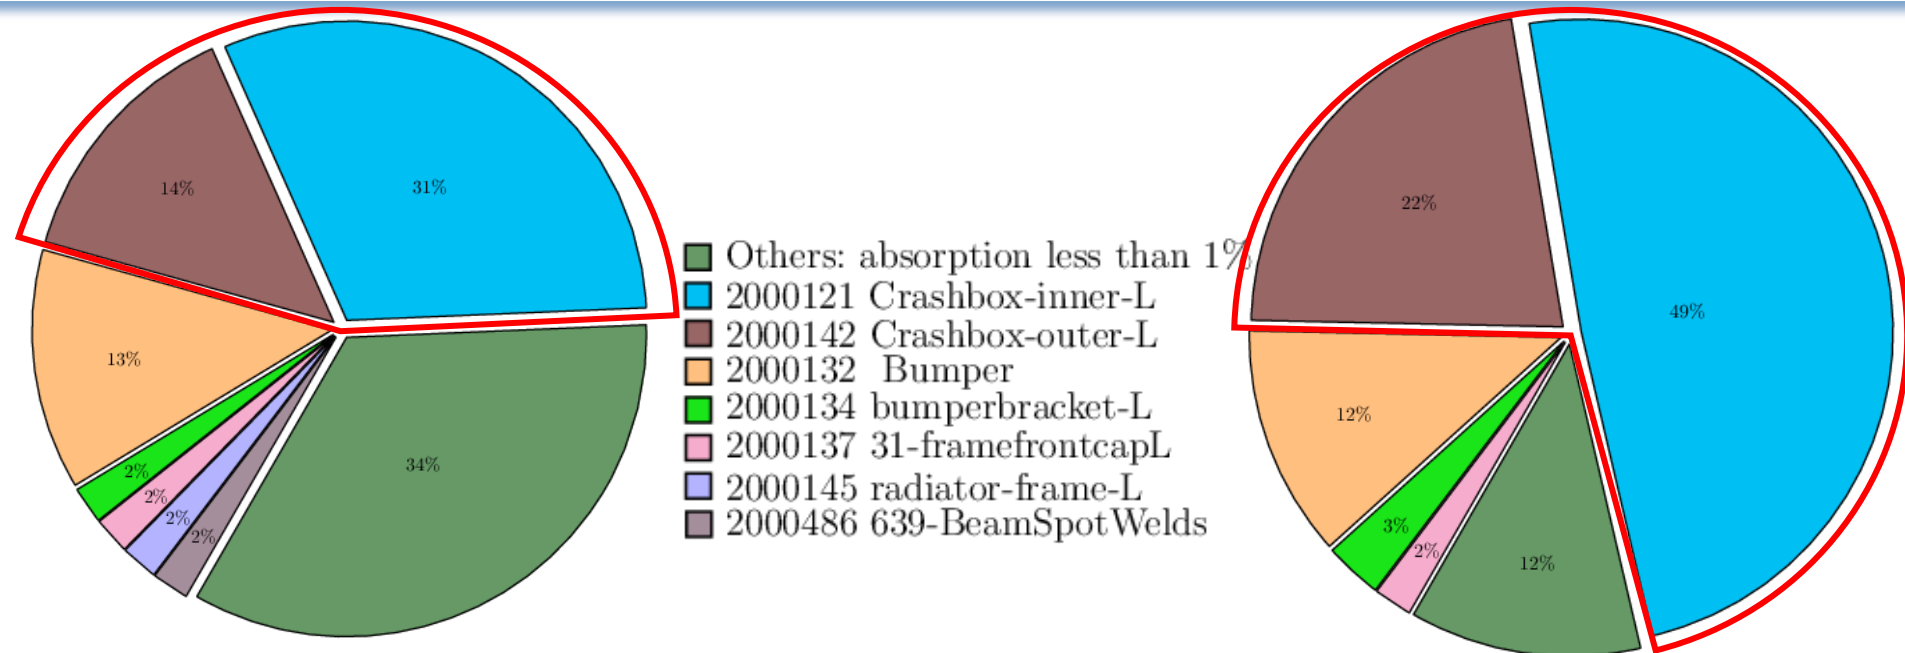 31%
14%
13%
2%
2%
2%
2%
34%
Others: absorption less than 1%
2000121 Crashbox-inner-L
2000142 Crashbox-outer-L
2000132 Bumper
2000134 bumperbracket-L
2000137 31-framefrontcapL
2000145 radiator-frame-L
2000486 639-BeamSpotWelds
22%
49%
12%
3%
2%
12%